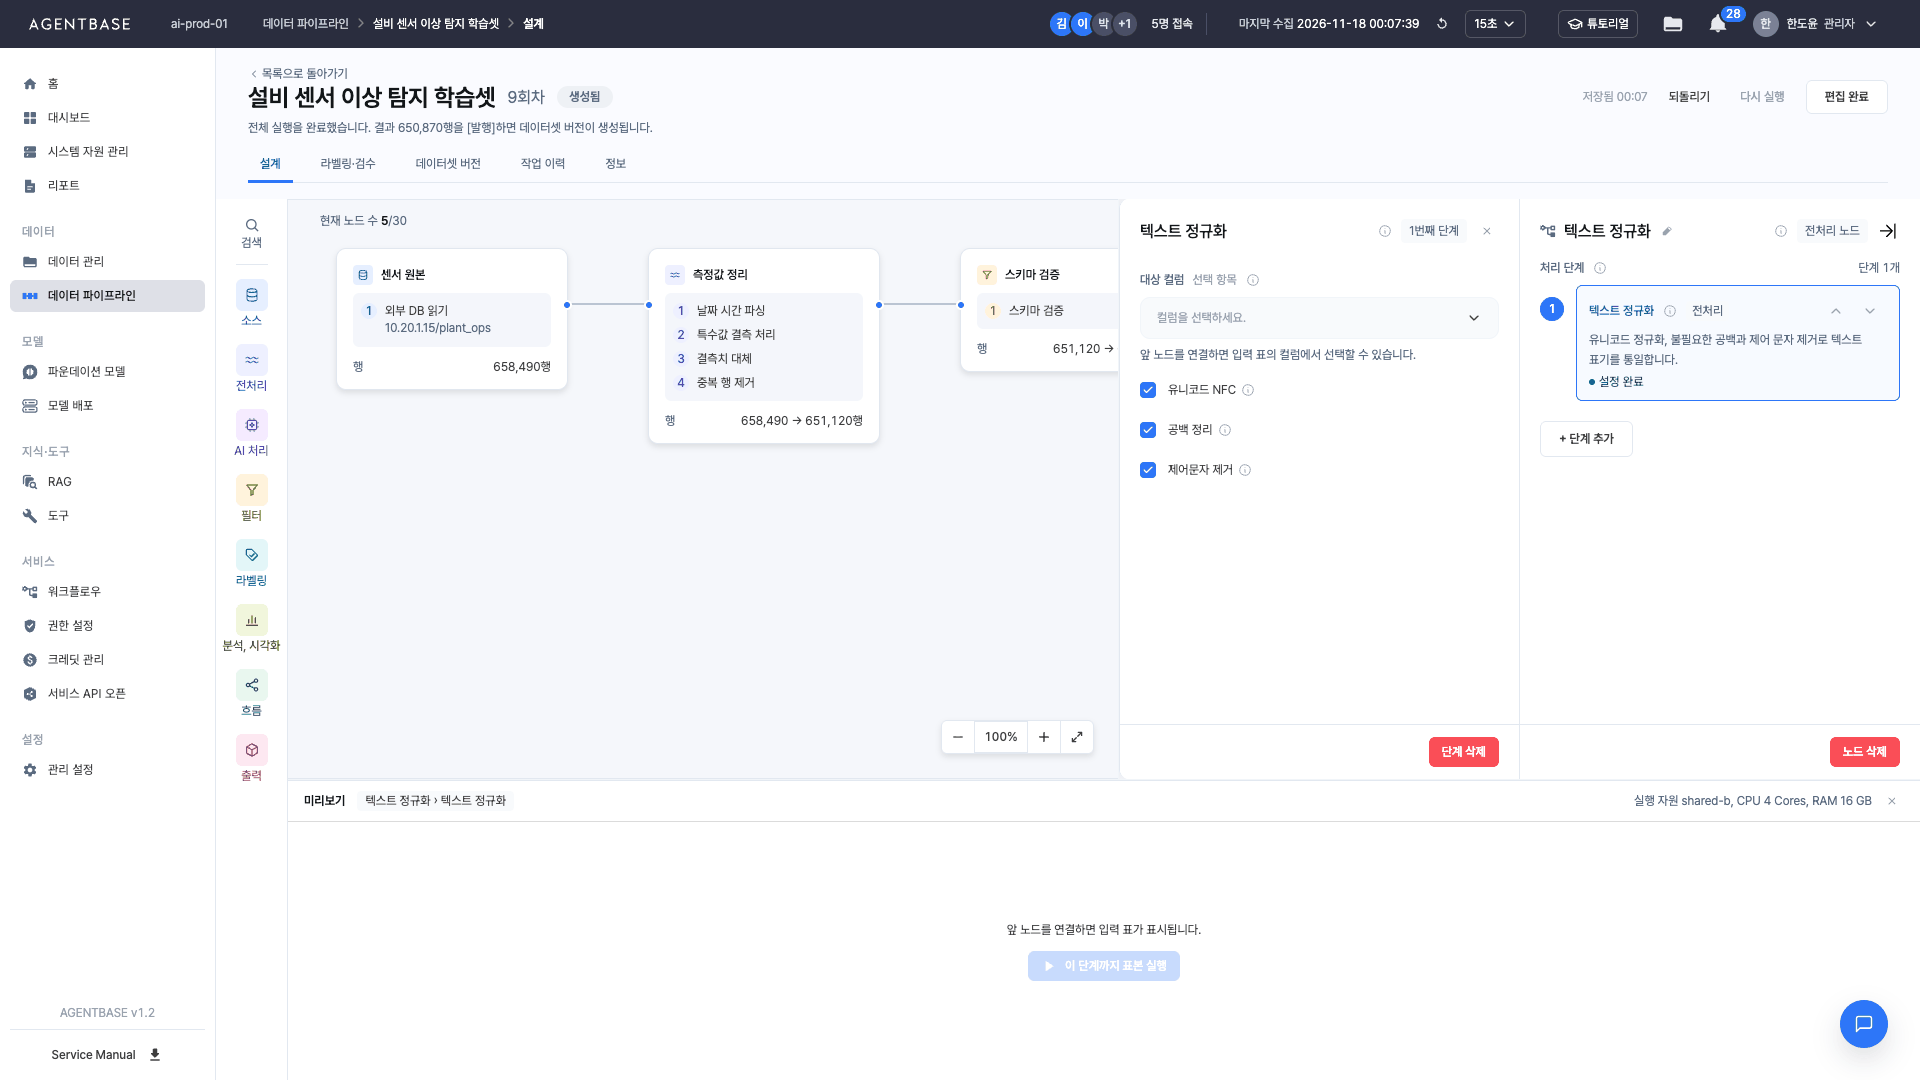 AGENTBASE
ai-prod-01
데이터 파이프라인 > 설비 센서 이상 탐지 학습셋 > 설계
김 이 박 +1 5명 접속
마지막 수집 2026-11-18 00:07:39
15초
튜토리얼
28
한 한도윤 관리자
홈
대시보드
시스템 자원 관리
리포트
데이터
데이터 관리
데이터 파이프라인
모델
파운데이션 모델
모델 배포
지식·도구
RAG
도구
서비스
워크플로우
권한 설정
크레딧 관리
서비스 API 오픈
설정
관리 설정
AGENTBASE v1.2
Service Manual
목록으로 돌아가기
설비 센서 이상 탐지 학습셋 9회차 생성됨
전체 실행을 완료했습니다. 결과 650,870행을 [발행]하면 데이터셋 버전이 생성됩니다.
저장됨 00:07 되돌리기 다시 실행 편집 완료
설계 라벨링·검수 데이터셋 버전 작업 이력 정보
검색
소스
전처리
AI 처리
필터
라벨링
분석, 시각화
흐름
출력
현재 노드 수 5/30
센서 원본
1 외부 DB 읽기
10.20.1.15/plant_ops
행 658,490행
측정값 정리
1 날짜 시간 파싱
2 특수값 결측 처리
3 결측치 대체
4 중복 행 제거
행 658,490 → 651,120행
스키마 검증
1 스키마 검증
행 651,120 →
100%
텍스트 정규화
1번째 단계
대상 컬럼 선택 항목
컬럼을 선택하세요.
앞 노드를 연결하면 입력 표의 컬럼에서 선택할 수 있습니다.
유니코드 NFC
공백 정리
제어문자 제거
단계 삭제
텍스트 정규화
전처리 노드
처리 단계
단계 1개
1 텍스트 정규화 전처리
유니코드 정규화, 불필요한 공백과 제어 문자 제거로 텍스트
표기를 통일합니다.
설정 완료
+ 단계 추가
노드 삭제
미리보기 텍스트 정규화 › 텍스트 정규화
실행 자원 shared-b, CPU 4 Cores, RAM 16 GB
앞 노드를 연결하면 입력 표가 표시됩니다.
이 단계까지 표본 실행